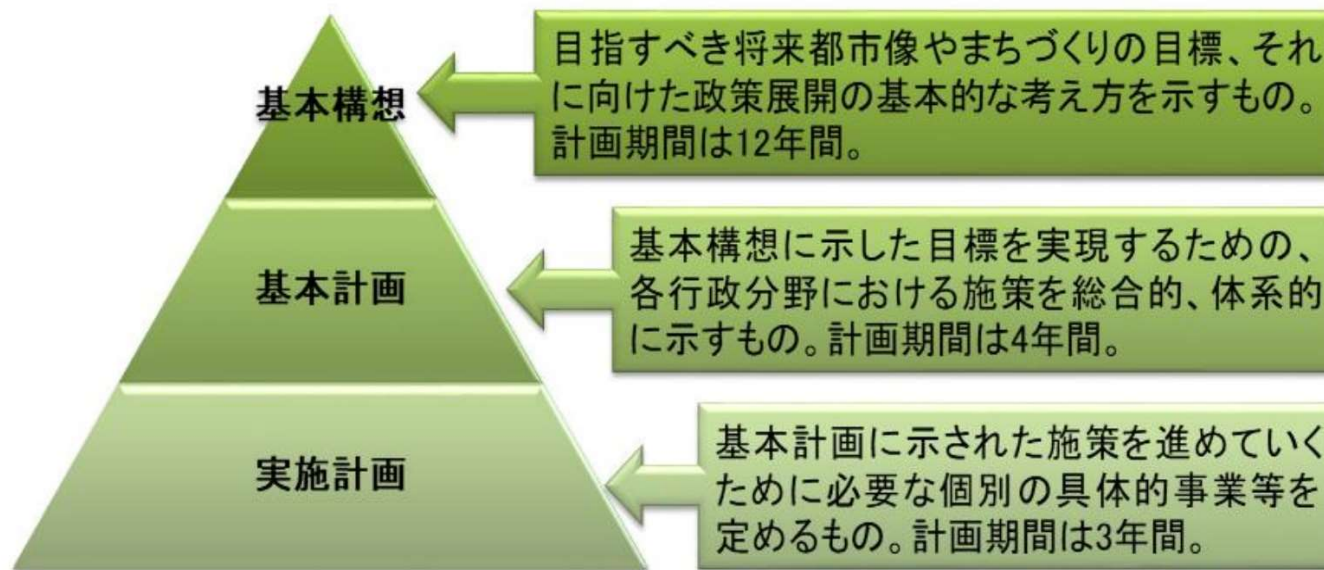 基本構想
目指すべき将来都市像やまちづくりの目標、それ
に向けた政策展開の基本的な考え方を示すもの。
計画期間は12年間。
基本計画
基本構想に示した目標を実現するための、
各行政分野における施策を総合的、体系的
に示すもの。計画期間は4年間。
実施計画
基本計画に示された施策を進めていく
ために必要な個別の具体的事業等を
定めるもの。計画期間は3年間。